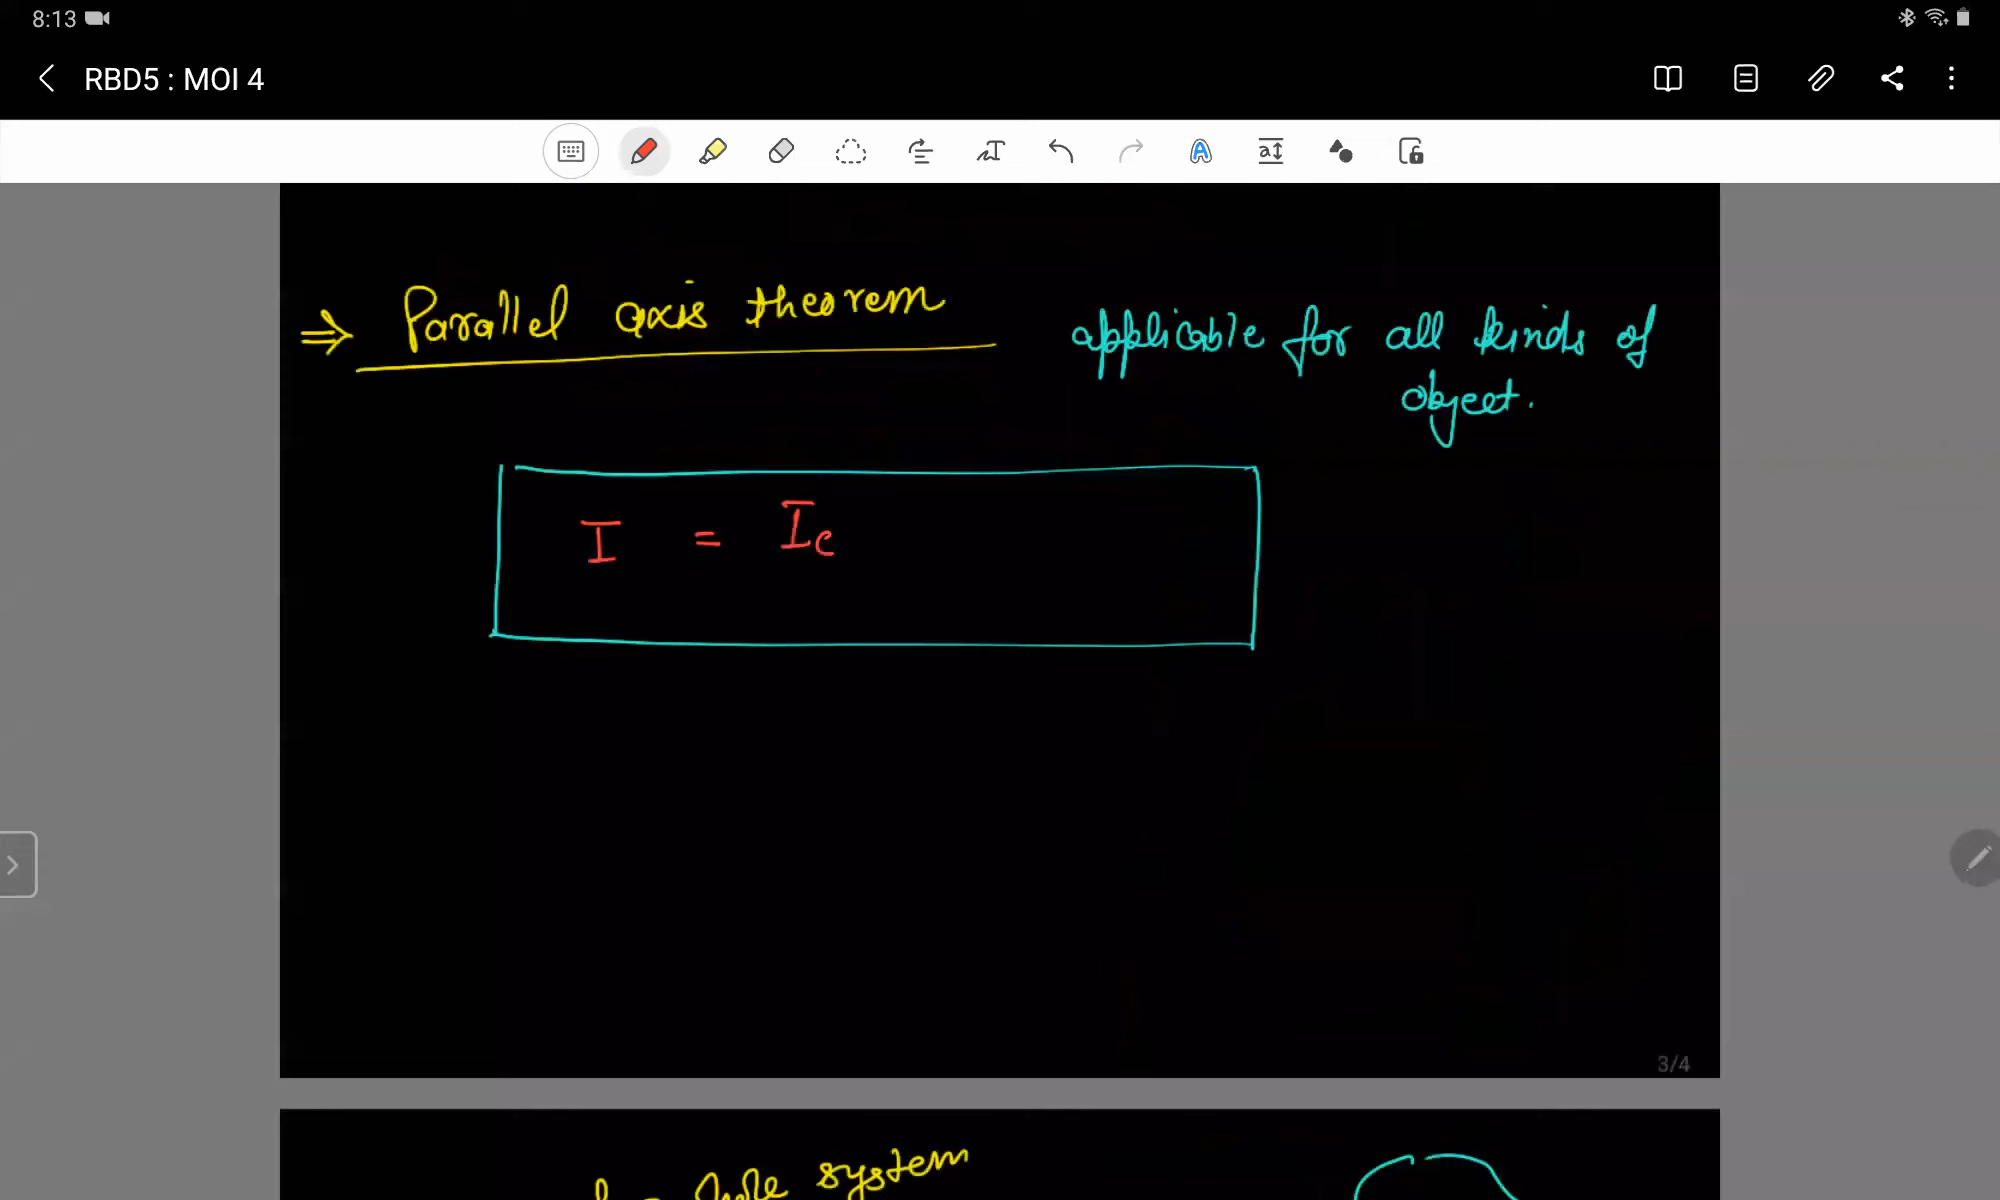 8:13
RBD5 : MOI 4
⇒ Parallel axis theorem
applicable for all kinds of
object.
I = Ic
3/4
system